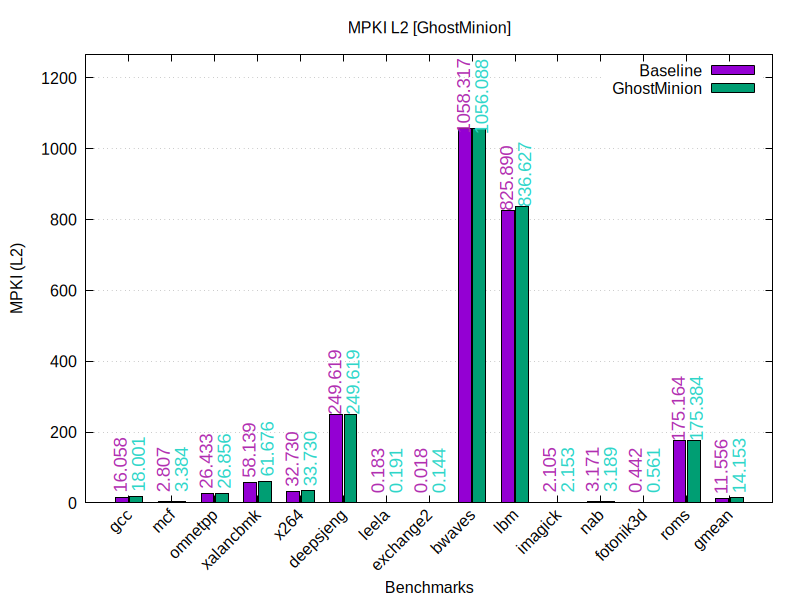 MPKI L2 [GhostMinion]
Baseline
GhostMinion
MPKI (L2)
1200
1000
800
600
400
200
0
16.058
18.001
2.807
3.384
26.433
26.856
58.139
61.676
32.730
33.730
249.619
249.619
0.183
0.191
0.018
0.144
1058.317
1056.088
825.890
836.627
2.105
2.153
3.171
3.189
0.442
0.561
175.164
175.384
11.556
14.153
gcc
mcf
omnetpp
xalancbmk
x264
deepsjeng
leela
exchange2
bwaves
lbm
imagick
nab
fotonik3d
roms
gmean
Benchmarks